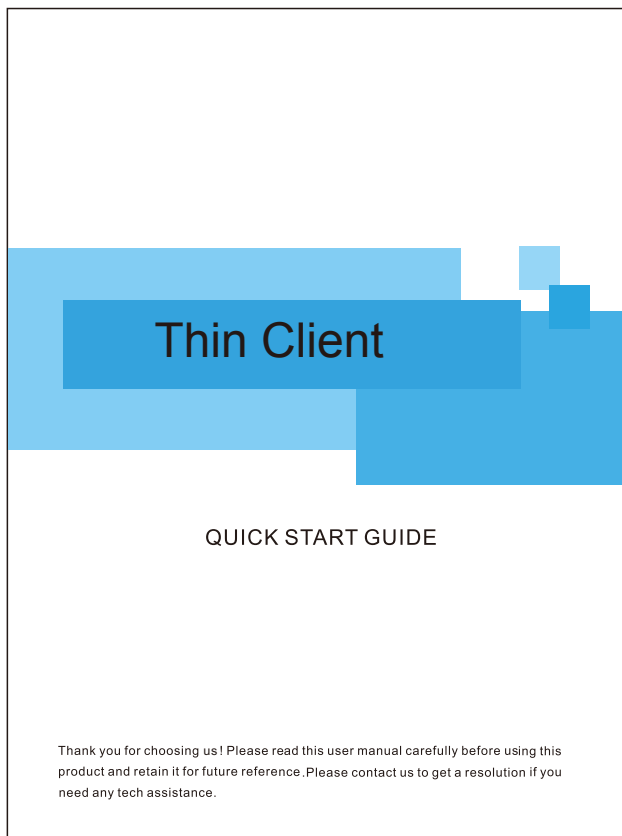 Thin Client
QUICK START GUIDE
Thank you for choosing us! Please read this user manual carefully before using this
product and retain it for future reference.Please contact us to get a resolution if you
need any tech assistance.